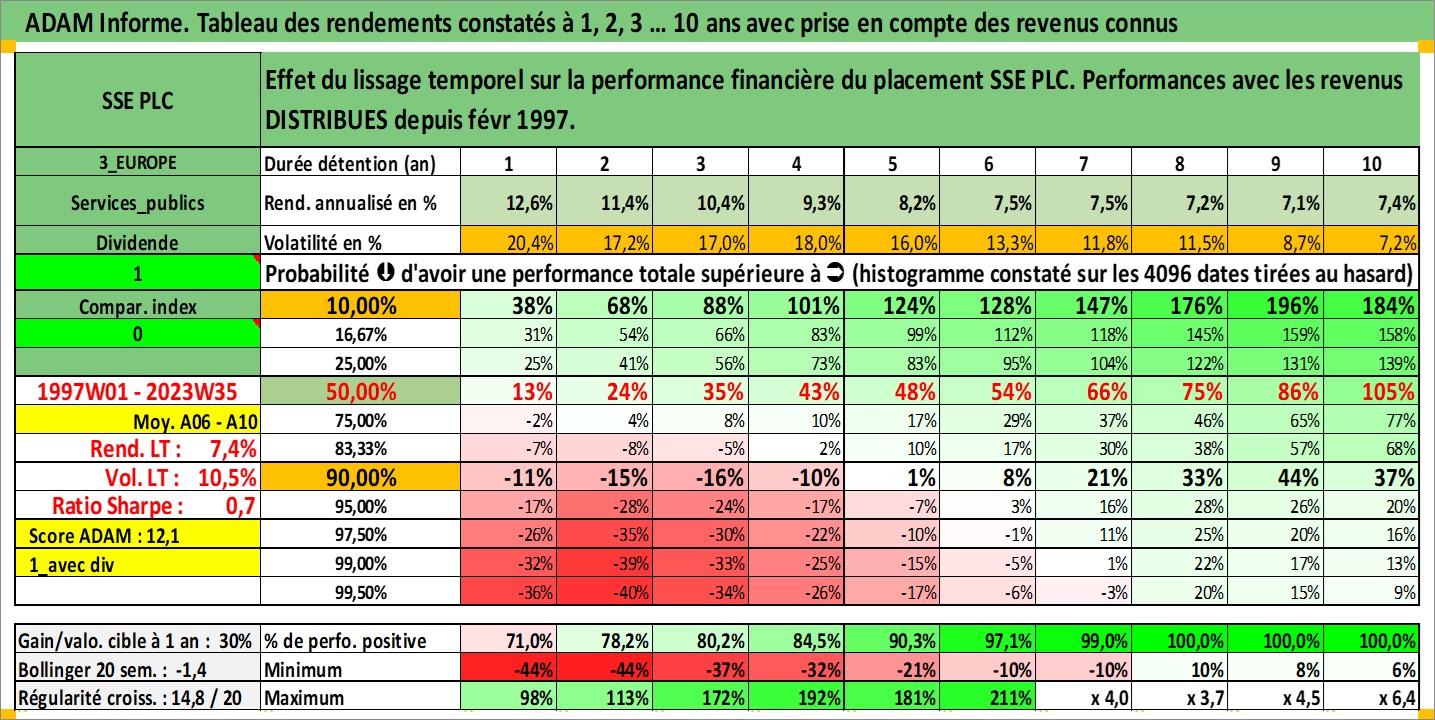 ADAM Informe. Tableau des rendements constatés à 1, 2, 3 ... 10 ans avec prise en compte des revenus connus
SSE PLC
Effet du lissage temporel sur la performance financière du placement SSE PLC. Performances avec les revenus
DISTRIBUES depuis févr 1997.
3_EUROPE Durée détention (an) 1 2 3 4 5 6 7 8 9 10
Services_publics Rend. annualisé en % 12,6% 11,4% 10,4% 9,3% 8,2% 7,5% 7,5% 7,2% 7,1% 7,4%
Dividende Volatilité en % 20,4% 17,2% 17,0% 18,0% 16,0% 13,3% 11,8% 11,5% 8,7% 7,2%
1 Probabilité d'avoir une performance totale supérieure à (histogramme constaté sur les 4096 dates tirées au hasard)
Compar. index 10,00% 38% 68% 88% 101% 124% 128% 147% 176% 196% 184%
0 16,67% 31% 54% 66% 83% 99% 112% 118% 145% 159% 158%
25,00% 25% 41% 56% 73% 83% 95% 104% 122% 131% 139%
1997W01 - 2023W35 50,00% 13% 24% 35% 43% 48% 54% 66% 75% 86% 105%
Moy. A06 - A10 75,00% -2% 4% 8% 10% 17% 29% 37% 46% 65% 77%
Rend. LT : 7,4% 83,33% -7% -8% -5% 2% 10% 17% 30% 38% 57% 68%
Vol. LT : 10,5% 90,00% -11% -15% -16% -10% 1% 8% 21% 33% 44% 37%
Ratio Sharpe : 0,7 95,00% -17% -28% -24% -17% -7% 3% 16% 28% 26% 20%
Score ADAM : 12,1 97,50% -26% -35% -30% -22% -10% -1% 11% 25% 20% 16%
1_avec div 99,00% -32% -39% -33% -25% -15% -5% 1% 22% 17% 13%
99,50% -36% -40% -34% -26% -17% -6% -3% 20% 15% 9%
Gain/valo. cible à 1 an : 30% % de perfo. positive 71,0% 78,2% 80,2% 84,5% 90,3% 97,1% 99,0% 100,0% 100,0% 100,0%
Bollinger 20 sem. : -1,4 Minimum -44% -44% -37% -32% -21% -10% -10% 10% 8% 6%
Régularité croiss. : 14,8 / 20 Maximum 98% 113% 172% 192% 181% 211% x 4,0 x 3,7 x 4,5 x 6,4